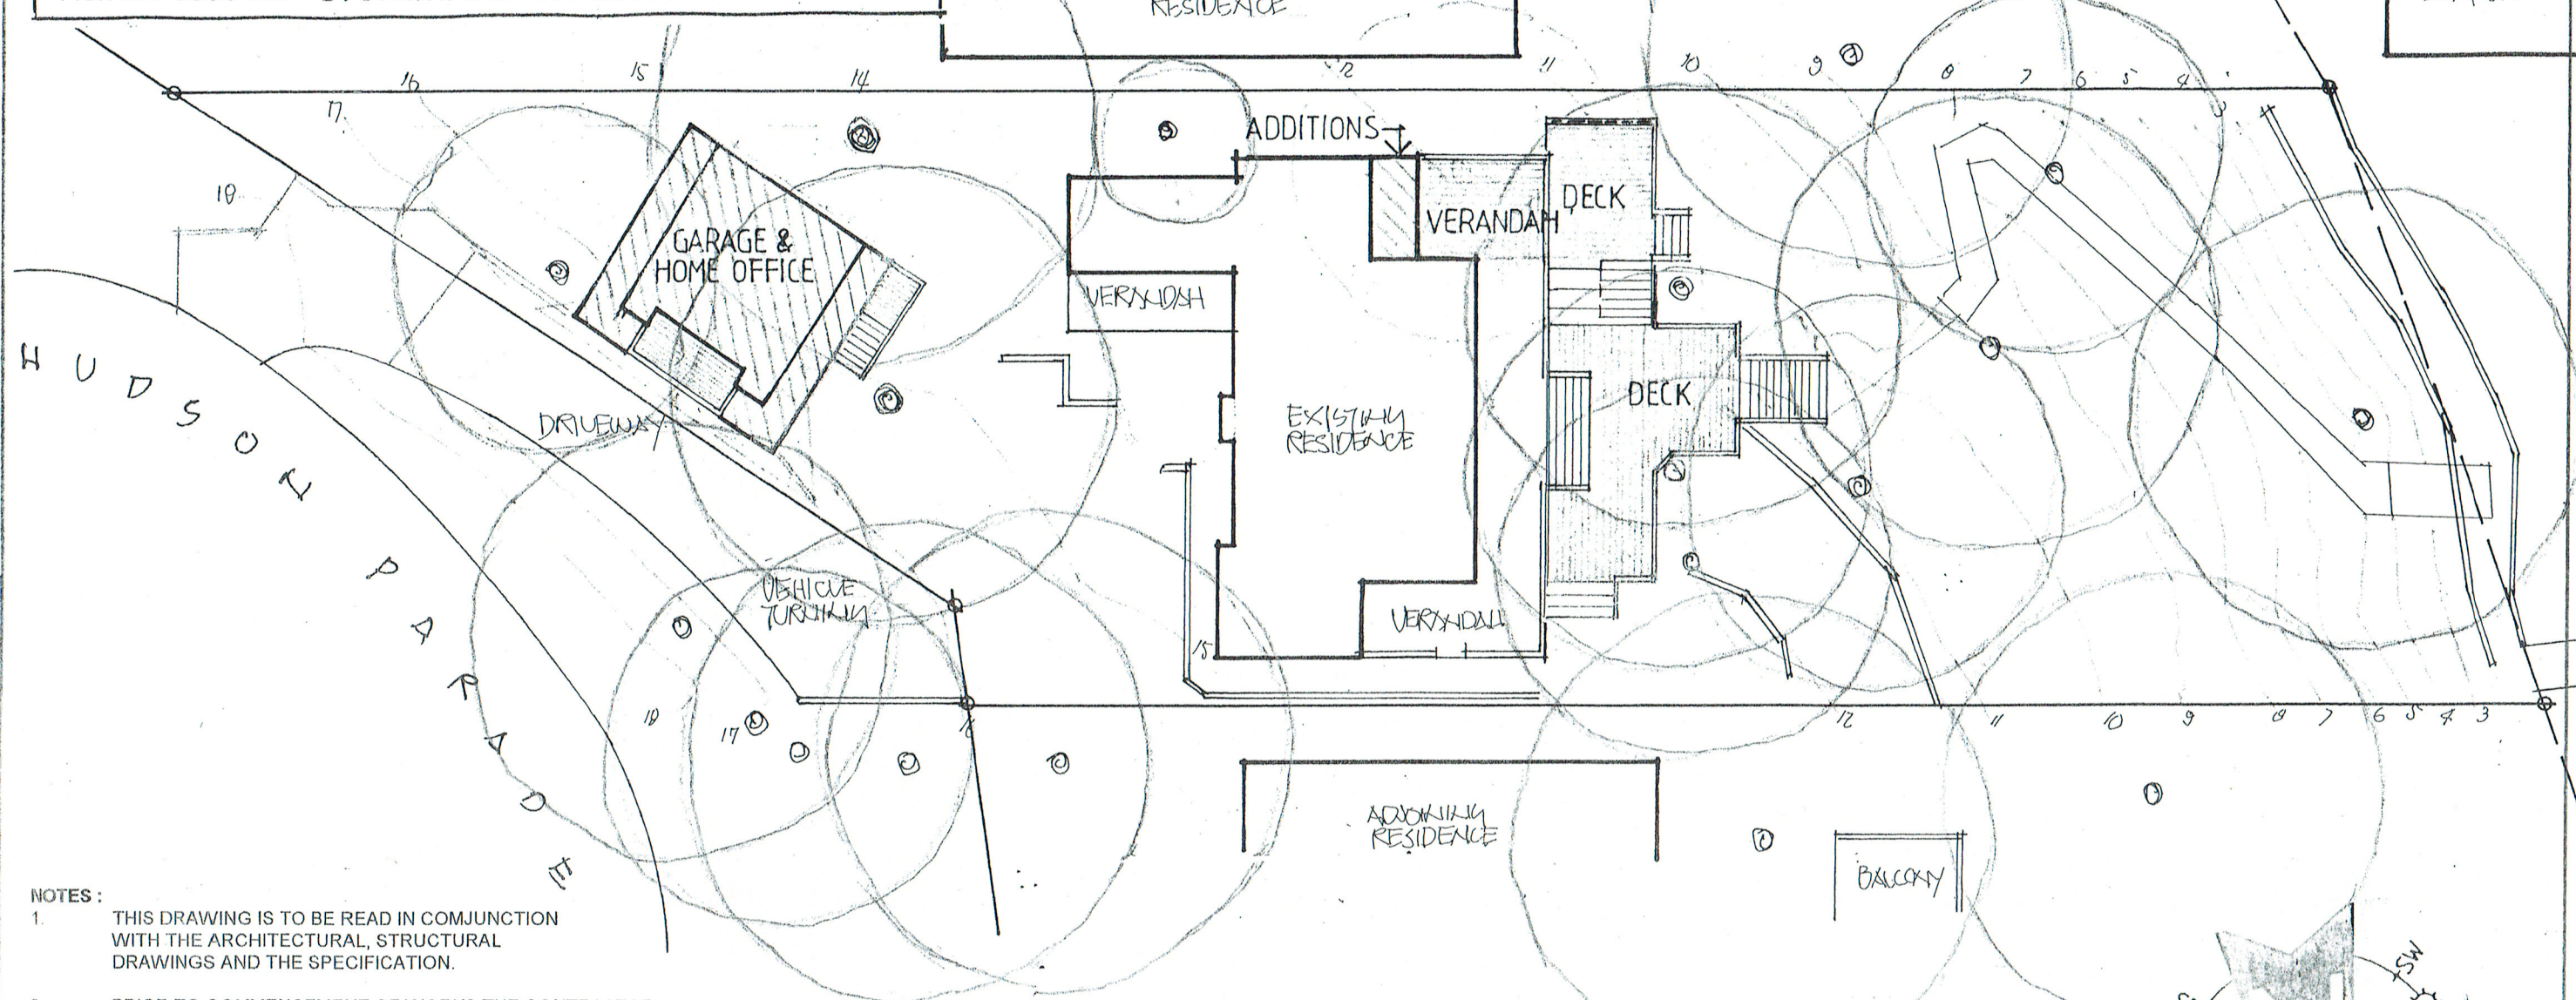 RESIDENCE
16
15
14
12
11
10
9
8
7
6
5
4
3
17
18
ADDITIONS
DECK
VERANDAH
GARAGE &
HOME OFFICE
VERANDAH
HUDSON PARADE
DRIVEWAY
DECK
EXISTING
RESIDENCE
VEHICLE
TURNING
VERANDAH
15
18
17
16
12
11
10
9
8
7
6
5
4
3
ADJOINING
RESIDENCE
BALCONY
NOTES :
1. THIS DRAWING IS TO BE READ IN COMJUNCTION
WITH THE ARCHITECTURAL, STRUCTURAL
DRAWINGS AND THE SPECIFICATION.
SW